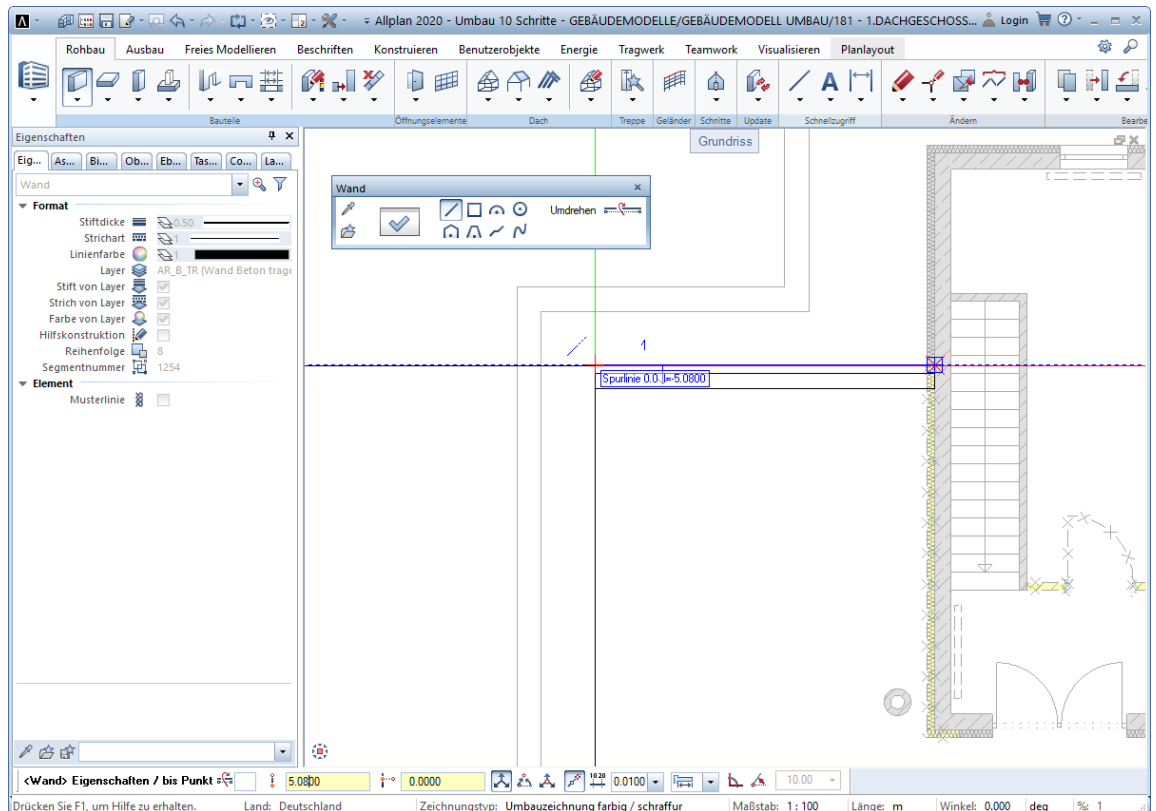 Allplan 2020 - Umbau 10 Schritte - GEBÄUDEMODELLE/GEBÄUDEMODELL UMBAU/181 - 1.DACHGESCHOSS... Login
Rohbau Ausbau Freies Modellieren Beschriften Konstruieren Benutzerobjekte Energie Tragwerk Teamwork Visualisieren Planlayout
Bauteile Öffnungselemente Dach Treppe Geländer Schnitte Update Schnellzugriff Ändern Bearbe
Eigenschaften
Grundriss
Eig... As... Bi... Ob... Eb... Tas... Co... La...
Wand
Wand
Format
Umdrehen
Stiftdicke 0.50
Strichart 1
Linienfarbe 1
Layer AR_B_TR (Wand Beton trage
Stift von Layer
Strich von Layer
Farbe von Layer
Hilfskonstruktion
Reihenfolge 8
Segmentnummer 1254
Element
Musterlinie
1
Spurlinie 0.0...l=-5.0800
<Wand> Eigenschaften / bis Punkt 5.0800 0.0000 10 20 0.0100 10.00
Drücken Sie F1, um Hilfe zu erhalten. Land: Deutschland Zeichnungstyp: Umbauzeichnung farbig / schraffur Maßstab: 1 : 100 Länge: m Winkel: 0.000 deg %: 1